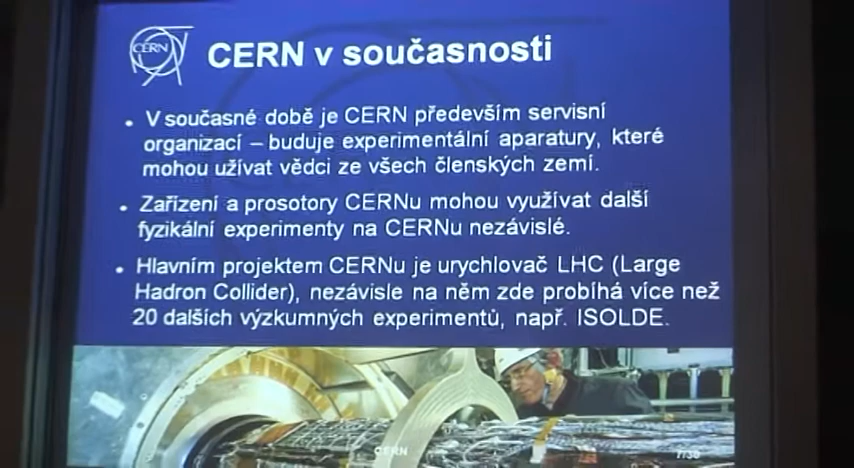 CERN
CERN v současnosti
• V současné době je CERN především servisní
organizací – buduje experimentální aparatury, které
mohou užívat vědci ze všech členských zemí.
• Zařízení a prosotory CERNu mohou využívat další
fyzikální experimenty na CERNu nezávislé.
• Hlavním projektem CERNu je urychlovač LHC (Large
Hadron Collider), nezávisle na něm zde probíhá více než
20 dalších výzkumných experimentů, např. ISOLDE.
CERN
7/38